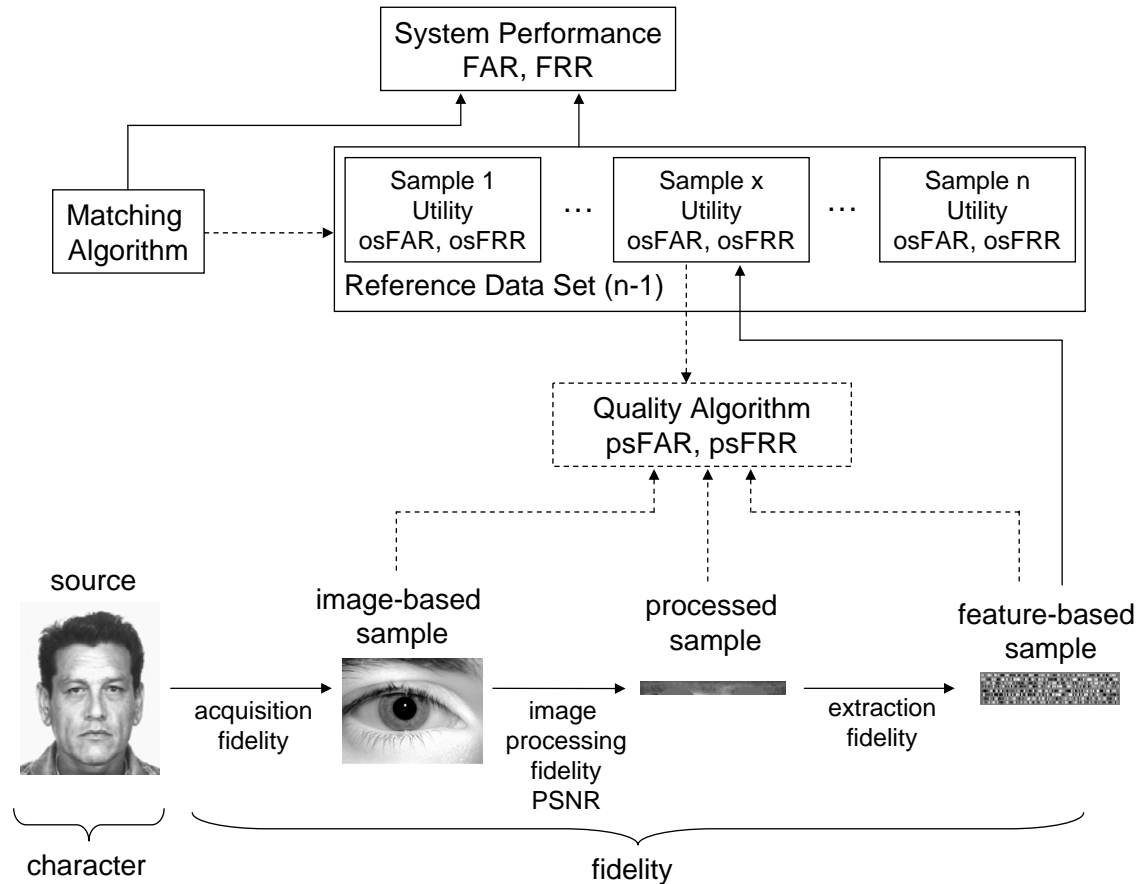 System Performance
FAR, FRR
Matching
Algorithm
Sample 1
Utility
osFAR, osFRR
...
Sample x
Utility
osFAR, osFRR
...
Sample n
Utility
osFAR, osFRR
Reference Data Set (n-1)
Quality Algorithm
psFAR, psFRR
source
image-based
sample
processed
sample
feature-based
sample
acquisition
fidelity
image
processing
fidelity
PSNR
extraction
fidelity
character
fidelity